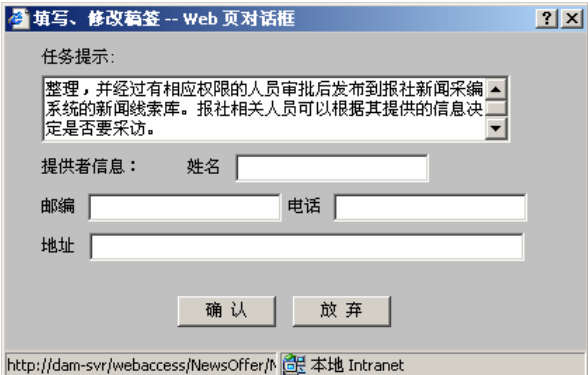 填写、修改稿签 -- Web 页对话框
任务提示:
整理，并经过有相应权限的人员审批后发布到报社新闻采编
系统的新闻线索库。报社相关人员可以根据其提供的信息决
定是否要采访。
提供者信息： 姓名
邮编 电话
地址
确 认 放 弃
http://dam-svr/webaccess/NewsOffer/N 本地 Intranet